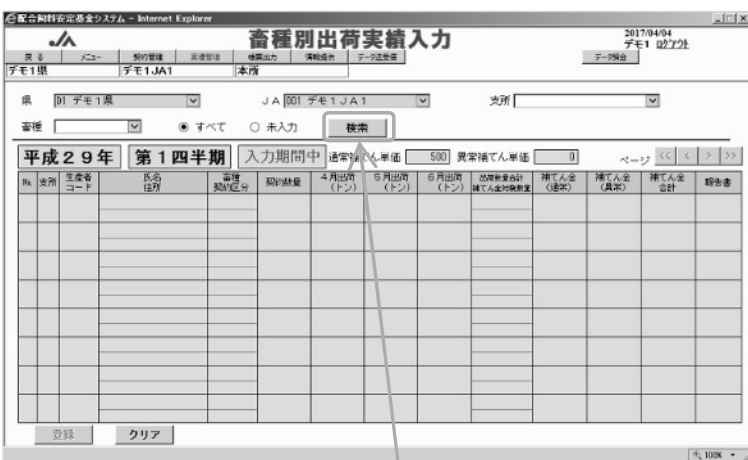 配合飼料安定基金システム - Internet Explorer
JA 畜種別出荷実績入力 2017/04/04
デモ1 ログアウト
戻る メニュー 契約管理 実績管理 帳票出力 情報提供 データ送受信 データ照会
デモ1県 デモ1JA1 本所
県 01 デモ1県 JA 001 デモ1JA1 支所
畜種 すべて 未入力 検索
平成29年 第1四半期 入力期間中 通常補てん単価 500 異常補てん単価 0 ページ << < > >>
No. 支所 生産者コード 氏名住所 畜種契約区分 契約数量 4月出荷(トン) 5月出荷(トン) 6月出荷(トン) 出荷数量合計補てん金対象数量 補てん金(通常) 補てん金(異常) 補てん金合計 報告書
登録 クリア
100%